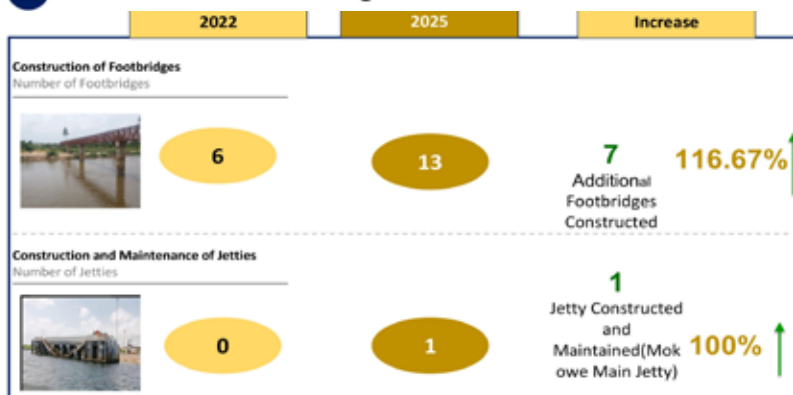 2022
2025
Increase
Construction of Footbridges
Number of Footbridges
6
13
7
116.67%
Additional
Footbridges
Constructed
Construction and Maintenance of Jetties
Number of Jetties
0
1
1
Jetty Constructed
and
Maintained(Mok
owe Main Jetty)
100%